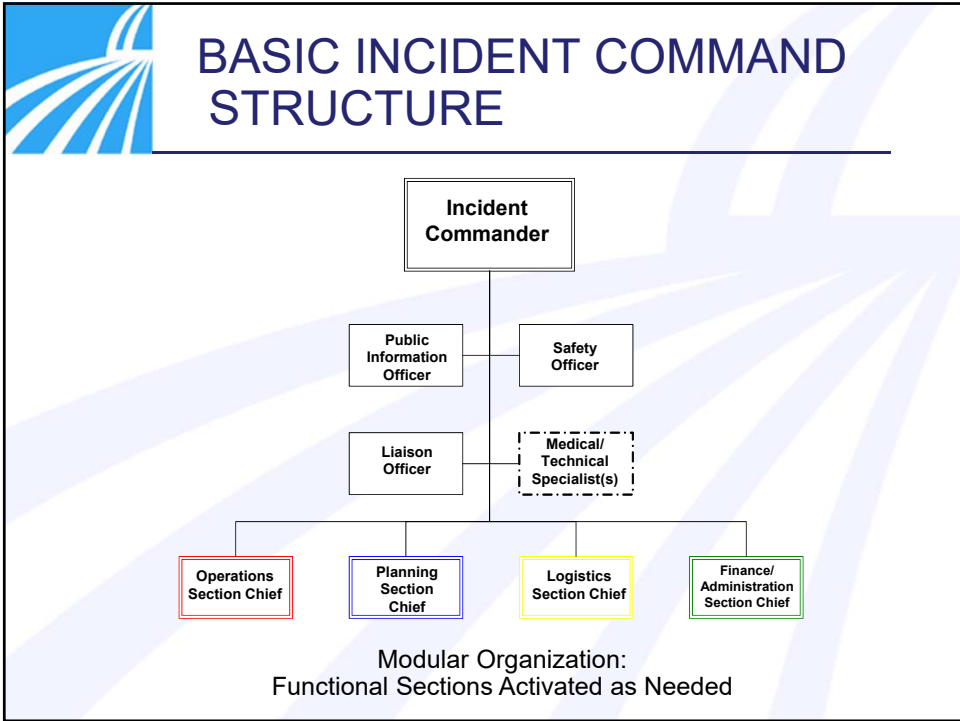 BASIC INCIDENT COMMAND
STRUCTURE
Incident
Commander
Public
Information
Officer
Safety
Officer
Liaison
Officer
Medical/
Technical
Specialist(s)
Operations
Section Chief
Planning
Section
Chief
Logistics
Section Chief
Finance/
Administration
Section Chief
Modular Organization:
Functional Sections Activated as Needed